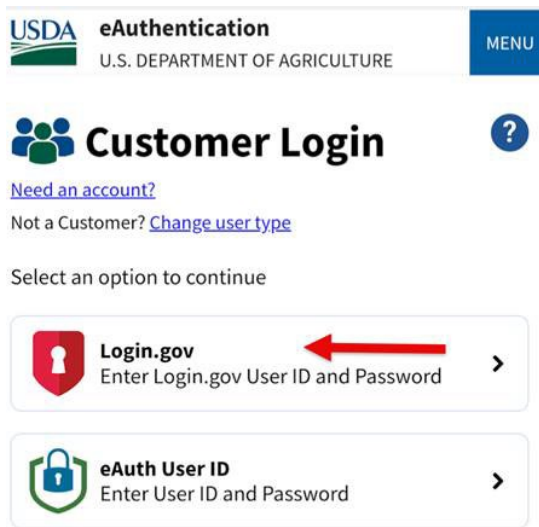 USDA
eAuthentication
U.S. DEPARTMENT OF AGRICULTURE
MENU
Customer Login
?
Need an account?
Not a Customer? Change user type
Select an option to continue
Login.gov
Enter Login.gov User ID and Password
eAuth User ID
Enter User ID and Password